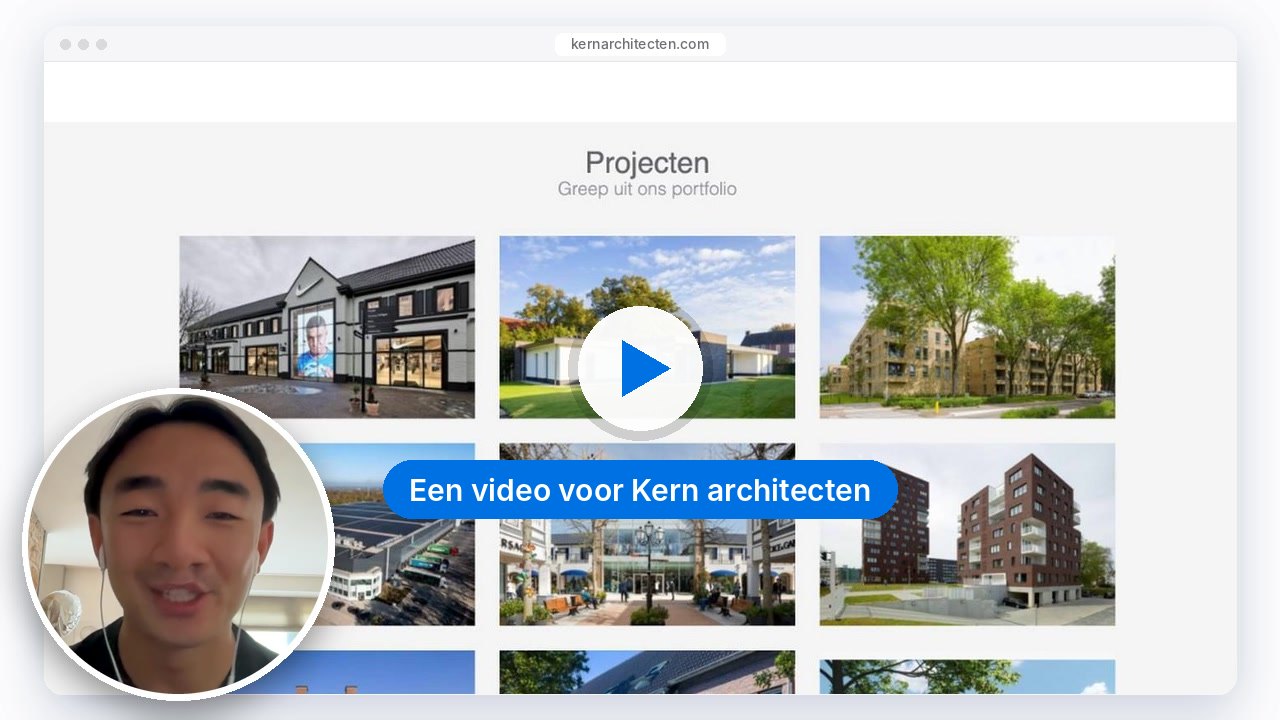 kernarchitecten.com
Projecten
Greep uit ons portfolio
Een video voor Kern architecten